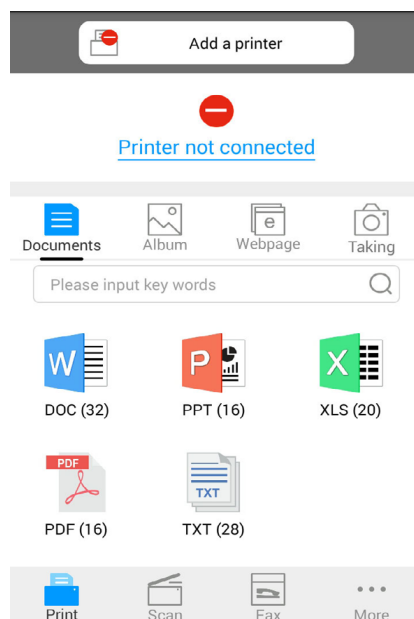 Add a printer
Printer not connected
Documents Album Webpage Taking
Please input key words
DOC (32) PPT (16) XLS (20)
PDF
TXT
PDF (16) TXT (28)
Print Scan Fax More